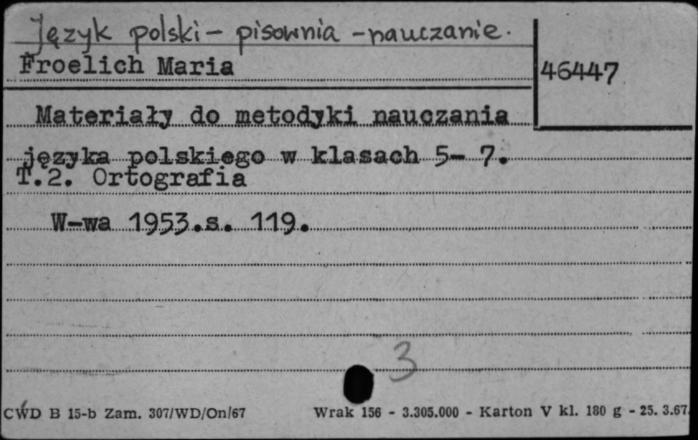 Język polski - pisownia - nauczanie.
Froelich Maria
46447
Materiały do metodyki nauczania
języka polskiego w klasach 5- 7.
T.2. Ortografia
W-wa 1953.s. 119.
3
CWD B 15-b Zam. 307/WD/On/67 Wrak 156 - 3.305.000 - Karton V kl. 180 g - 25. 3.67.